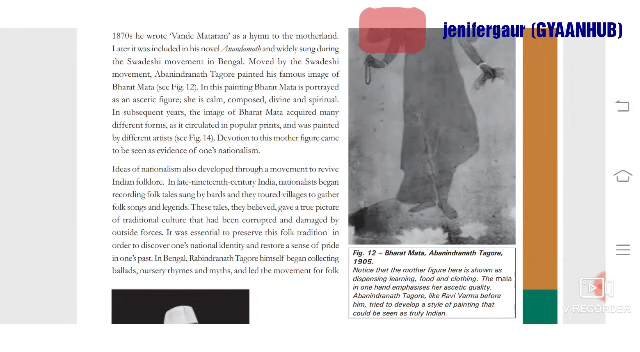 jenifergaur (GYAANHUB)
1870s he wrote ‘Vande Mataram’ as a hymn to the motherland.
Later it was included in his novel Anandamath and widely sung during
the Swadeshi movement in Bengal. Moved by the Swadeshi
movement, Abanindranath Tagore painted his famous image of
Bharat Mata (see Fig. 12). In this painting Bharat Mata is portrayed
as an ascetic figure; she is calm, composed, divine and spiritual.
In subsequent years, the image of Bharat Mata acquired many
different forms, as it circulated in popular prints, and was painted
by different artists (see Fig. 14). Devotion to this mother figure came
to be seen as evidence of one’s nationalism.
Ideas of nationalism also developed through a movement to revive
Indian folklore. In late-nineteenth-century India, nationalists began
recording folk tales sung by bards and they toured villages to gather
folk songs and legends. These tales, they believed, gave a true picture
of traditional culture that had been corrupted and damaged by
outside forces. It was essential to preserve this folk tradition in
order to discover one’s national identity and restore a sense of pride
in one’s past. In Bengal, Rabindranath Tagore himself began collecting
ballads, nursery rhymes and myths, and led the movement for folk
Fig. 12 – Bharat Mata, Abanindranath Tagore,
1905.
Notice that the mother figure here is shown as
dispensing learning, food and clothing. The mala
in one hand emphasises her ascetic quality.
Abanindranath Tagore, like Ravi Varma before
him, tried to develop a style of painting that
could be seen as truly Indian.
V RECORDER